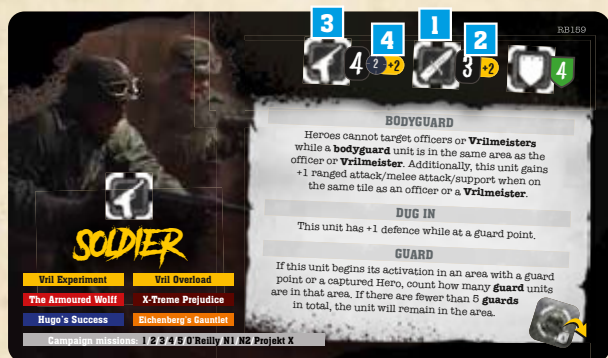 RB159
3
4
1
2
4
2
+2
3
+2
4
BODYGUARD
Heroes cannot target officers or Vrilmeisters
while a bodyguard unit is in the same area as the
officer or Vrilmeister. Additionally, this unit gains
+1 ranged attack/melee attack/support when on
the same tile as an officer or a Vrilmeister.
DUG IN
This unit has +1 defence while at a guard point.
GUARD
If this unit begins its activation in an area with a guard
point or a captured Hero, count how many guard units
are in that area. If there are fewer than 5 guards
in total, the unit will remain in the area.
SOLDIER
Vril Experiment
Vril Overload
The Armoured Wolff
X-Treme Prejudice
Hugo's Success
Eichenberg's Gauntlet
Campaign missions: 1 2 3 4 5 O'Reilly N1 N2 Projekt X